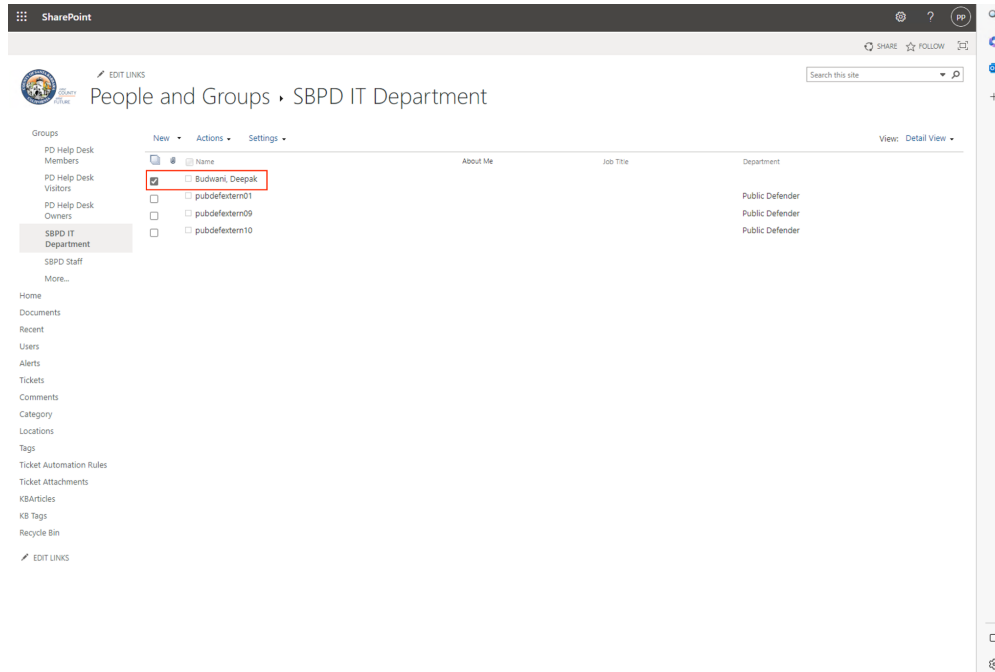 SharePoint
?
PP
SHARE FOLLOW
EDIT LINKS
Search this site
People and Groups › SBPD IT Department
Groups
PD Help Desk
Members
PD Help Desk
Visitors
PD Help Desk
Owners
SBPD IT
Department
SBPD Staff
More...
Home
Documents
Recent
Users
Alerts
Tickets
Comments
Category
Locations
Tags
Ticket Automation Rules
Ticket Attachments
KBArticles
KB Tags
Recycle Bin
EDIT LINKS
New Actions Settings
View: Detail View
Name About Me Job Title Department
Budwani, Deepak
pubdefextern01 Public Defender
pubdefextern09 Public Defender
pubdefextern10 Public Defender